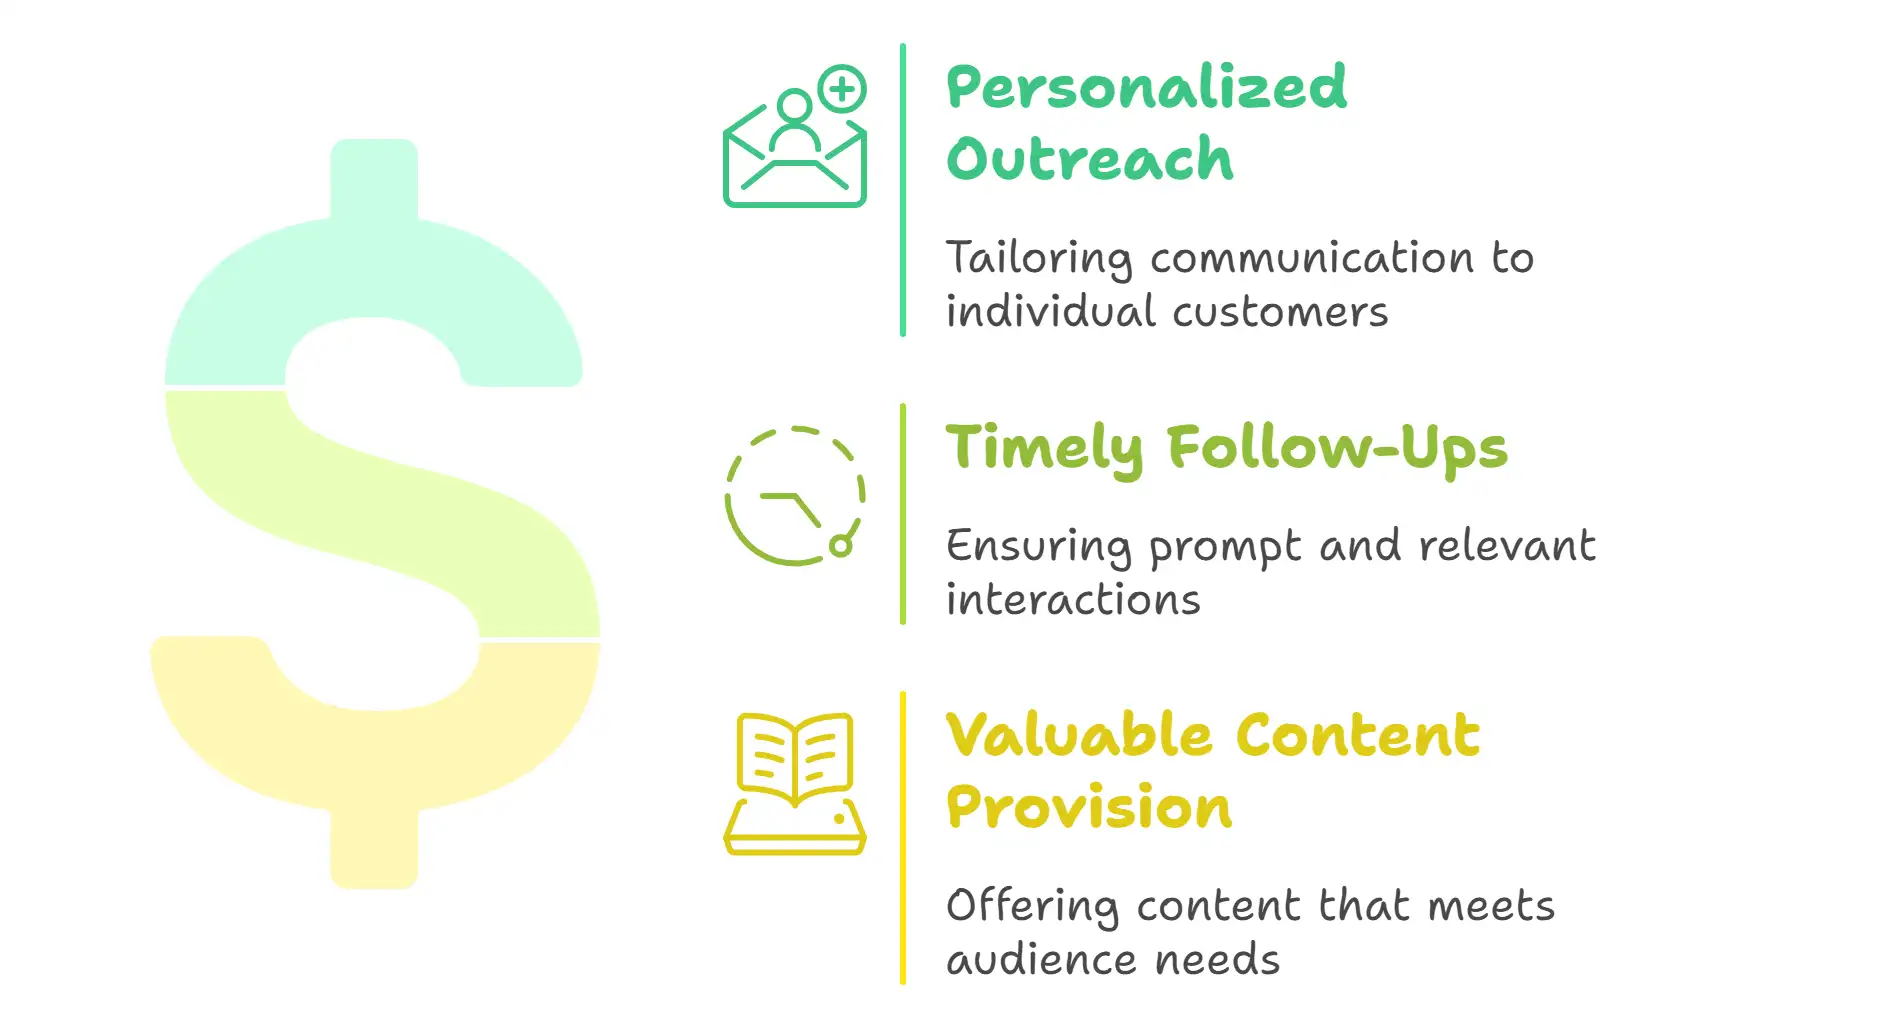 Personalized
Outreach
Tailoring communication to
individual customers
Timely Follow-Ups
Ensuring prompt and relevant
interactions
Valuable Content
Provision
Offering content that meets
audience needs